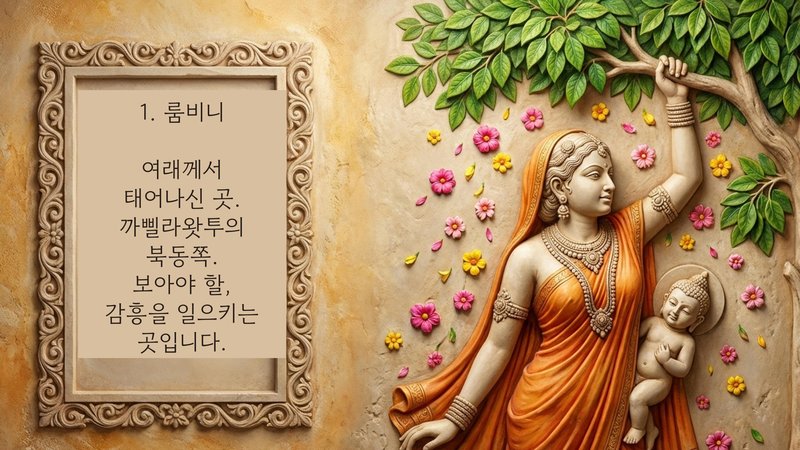 1. 룸비니
여래께서
태어나신 곳.
까삘라왓투의
북동쪽.
보아야 할,
감흥을 일으키는
곳입니다.